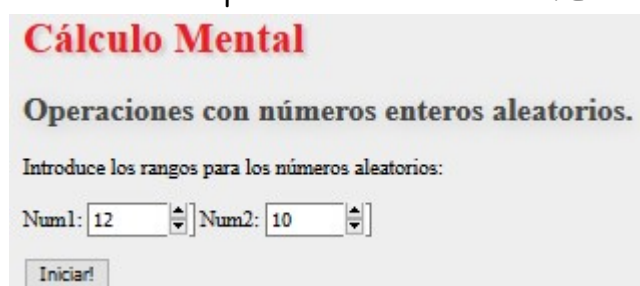 Cálculo Mental
Operaciones con números enteros aleatorios.
Introduce los rangos para los números aleatorios:
Num1: 12 ] Num2: 10 ]
Iniciar!